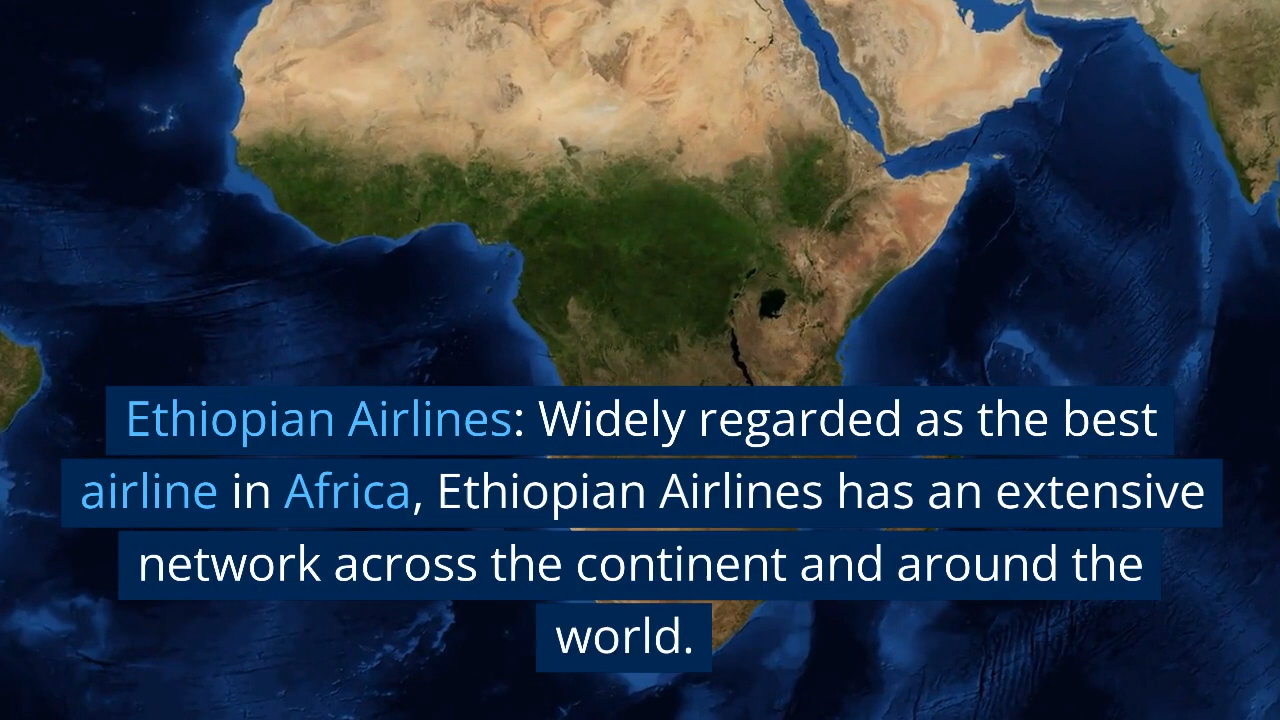 Ethiopian Airlines: Widely regarded as the best
airline in Africa, Ethiopian Airlines has an extensive
network across the continent and around the
world.